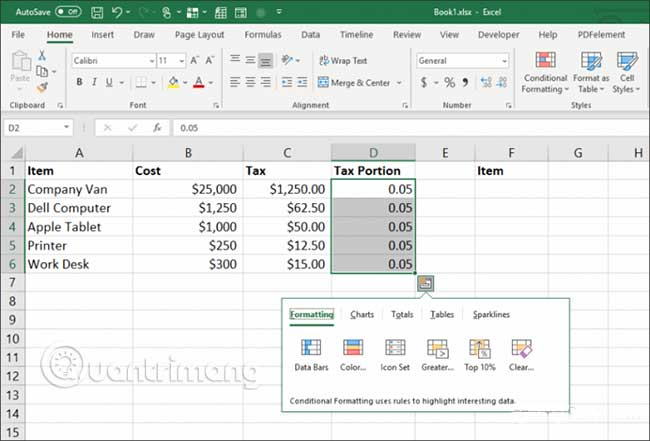 AutoSave Off Book1.xlsx - Excel
File Home Insert Draw Page Layout Formulas Data Review View Help PDFelement
Paste Calibri 11 A A ab Wrap Text General Conditional Formatting Format as Table Cell Styles
B I U A Merge & Center $ % ,
Clipboard Font Alignment Number Styles
D2 fx 0.05
A B C D E F G H
1 Item Cost Tax Tax Portion Item
2 Company Van $25,000 $1,250.00 0.05
3 Dell Computer $1,250 $62.50 0.05
4 Apple Tablet $1,000 $50.00 0.05
5 Printer $250 $12.50 0.05
6 Work Desk $300 $15.00 0.05
7
8
9 Formatting Charts Totals Tables Sparklines
10
11
12 Data Bars Color... Icon Set Greater... Top 10% Clear...
13
14 Conditional Formatting uses rules to highlight interesting data.
15
Quantrimang